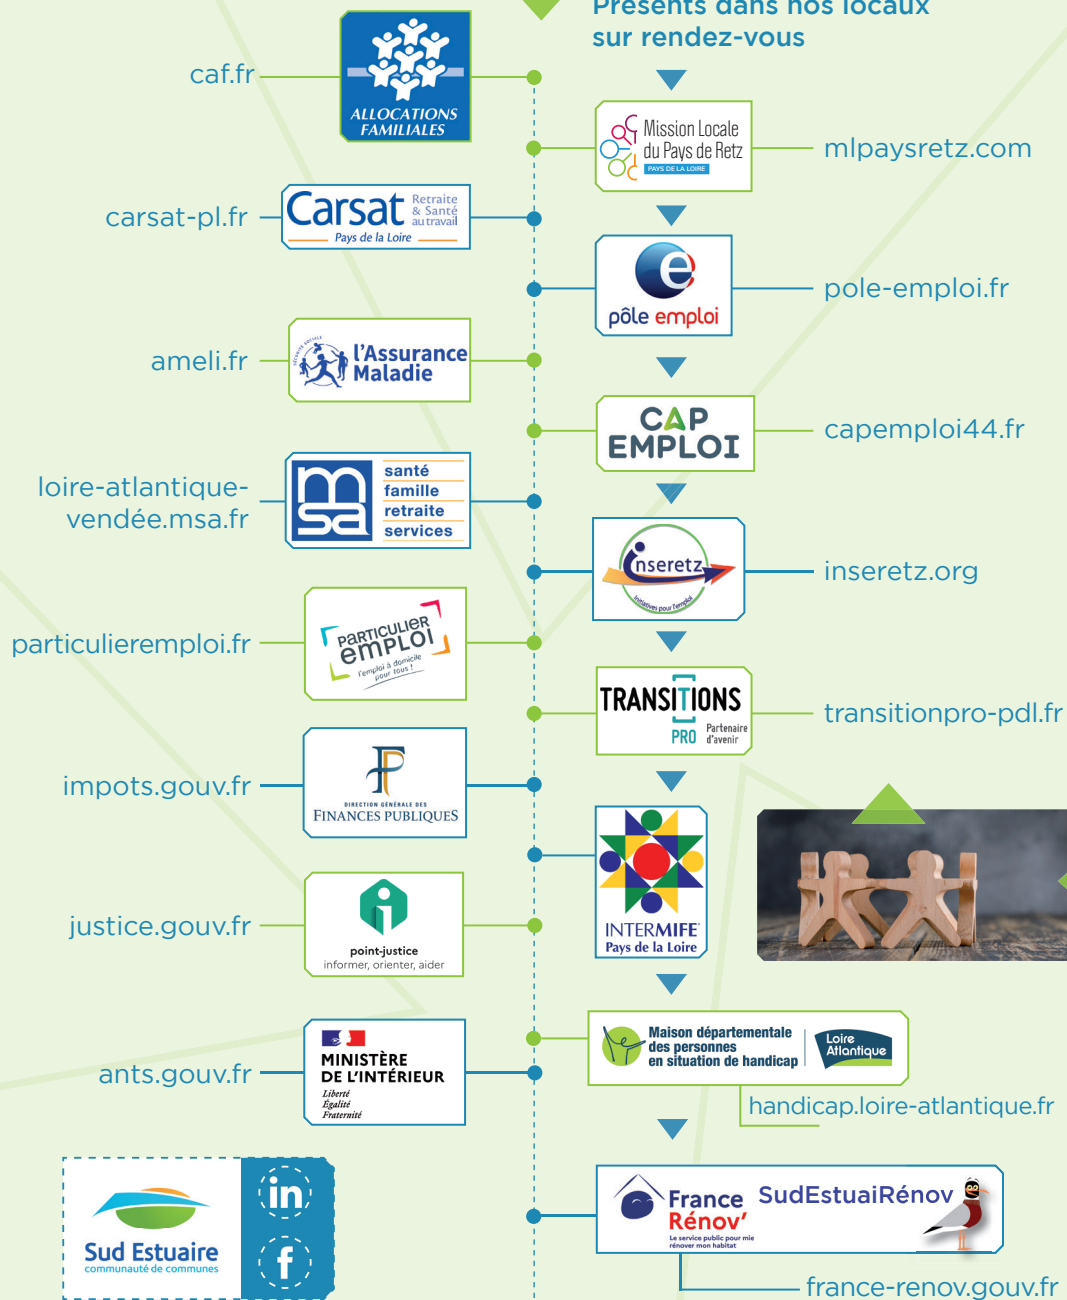 Présents dans nos locaux
sur rendez-vous
caf.fr
ALLOCATIONS
FAMILIALES
Mission Locale
du Pays de Retz
PAYS DE LA LOIRE
mlpaysretz.com
carsat-pl.fr
Carsat
Retraite
& Santé
au travail
Pays de la Loire
pôle emploi
pole-emploi.fr
ameli.fr
SÉCURITÉ SOCIALE
l'Assurance
Maladie
CAP
EMPLOI
capemploi44.fr
loire-atlantique-
vendée.msa.fr
msa
santé
famille
retraite
services
inseretz
Initiatives pour l'emploi
inseretz.org
particulieremploi.fr
PARTICULIER
EMPLOI
l'emploi à domicile
pour tous !
TRANSITIONS
PRO
Partenaire
d'avenir
transitionpro-pdl.fr
impots.gouv.fr
DIRECTION GÉNÉRALE DES
FINANCES PUBLIQUES
INTERMIFE
Pays de la Loire
justice.gouv.fr
point-justice
informer, orienter, aider
Maison départementale
des personnes
en situation de handicap
Loire
Atlantique
handicap.loire-atlantique.fr
ants.gouv.fr
MINISTÈRE
DE L'INTÉRIEUR
Liberté
Égalité
Fraternité
France
Rénov'
Le service public pour mie
rénover mon habitat
SudEstuaiRénov
france-renov.gouv.fr
Sud Estuaire
communauté de communes
in
f